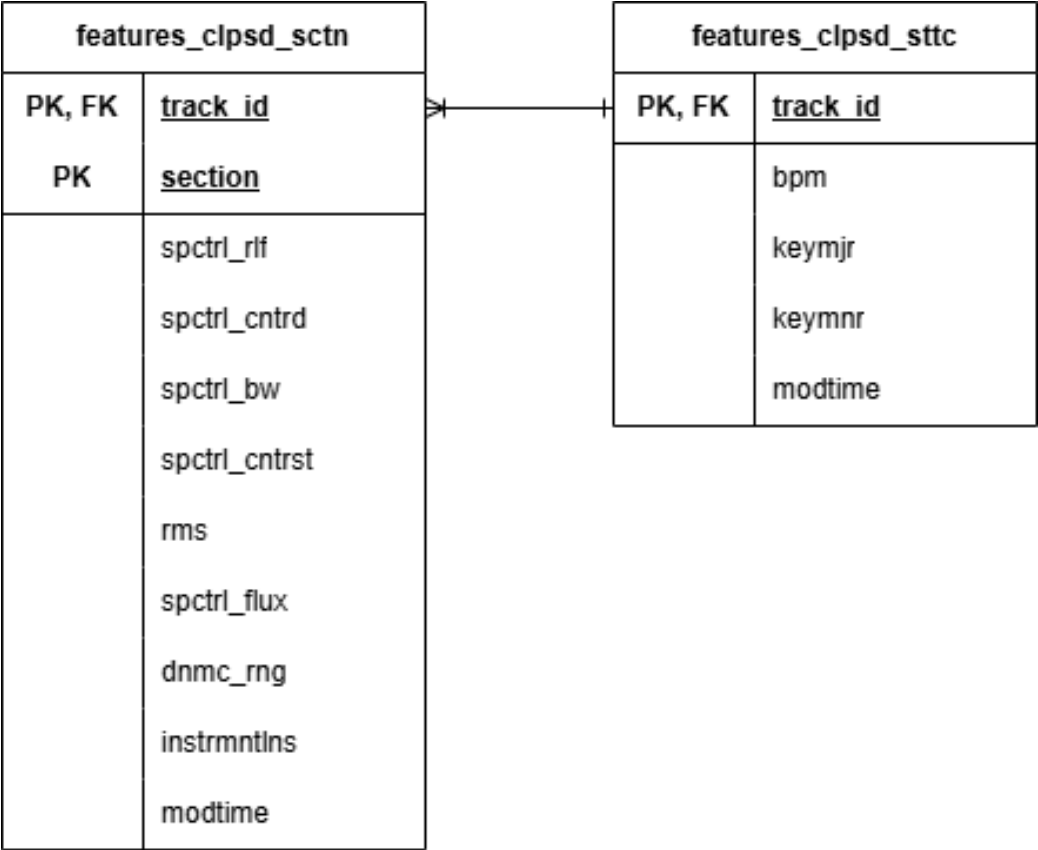 features_clpsd_sctn
PK, FK track_id
PK section
spctrl_rlf
spctrl_cntrd
spctrl_bw
spctrl_cntrst
rms
spctrl_flux
dnmc_rng
instrmntlns
modtime
features_clpsd_sttc
PK, FK track_id
bpm
keymjr
keymnr
modtime